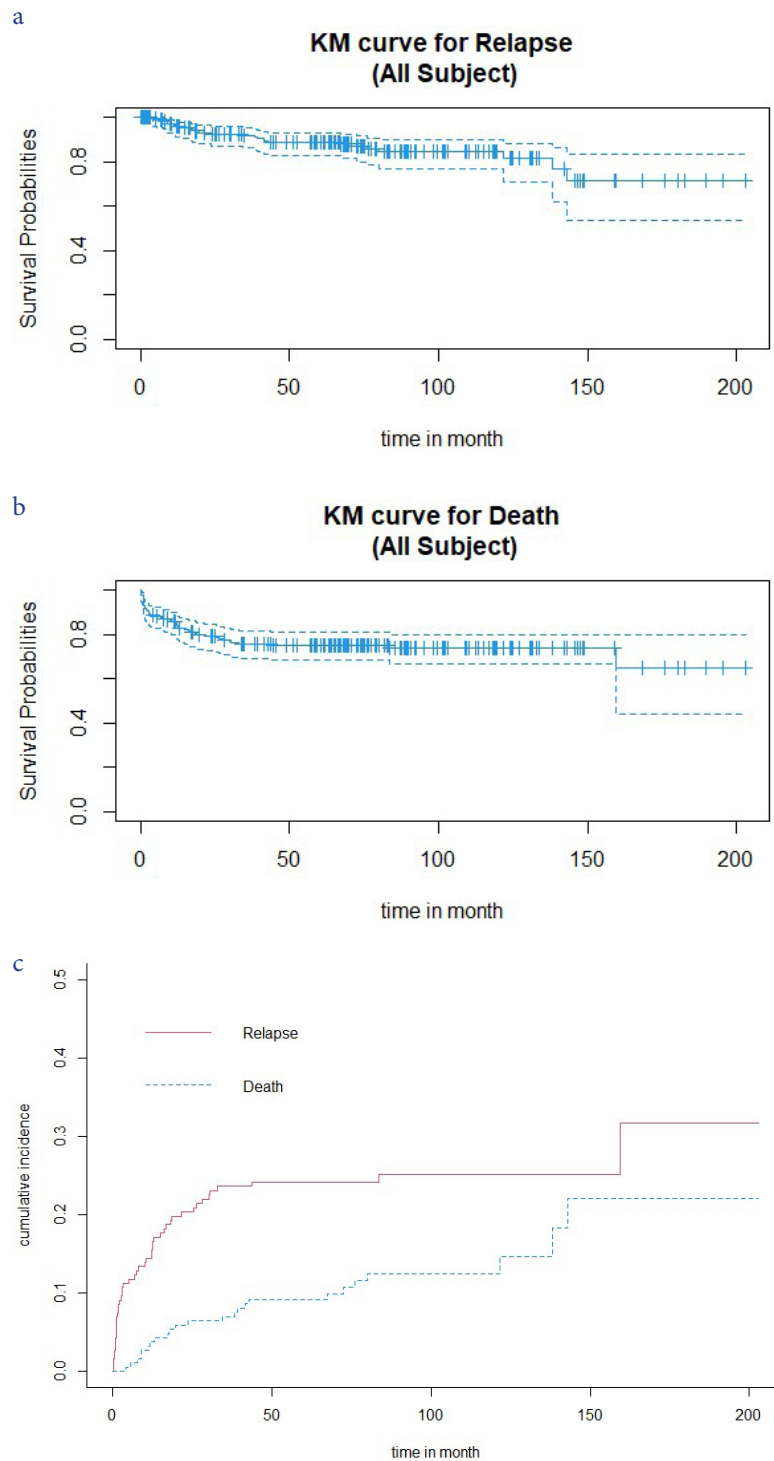 a
KM curve for Relapse
(All Subject)
Survival Probabilities
0.8
0.4
0.0
0 50 100 150 200
time in month
b
KM curve for Death
(All Subject)
Survival Probabilities
0.8
0.4
0.0
0 50 100 150 200
time in month
c
cumulative incidence
0.5
0.4
0.3
0.2
0.1
0.0
Relapse
Death
0 50 100 150 200
time in month